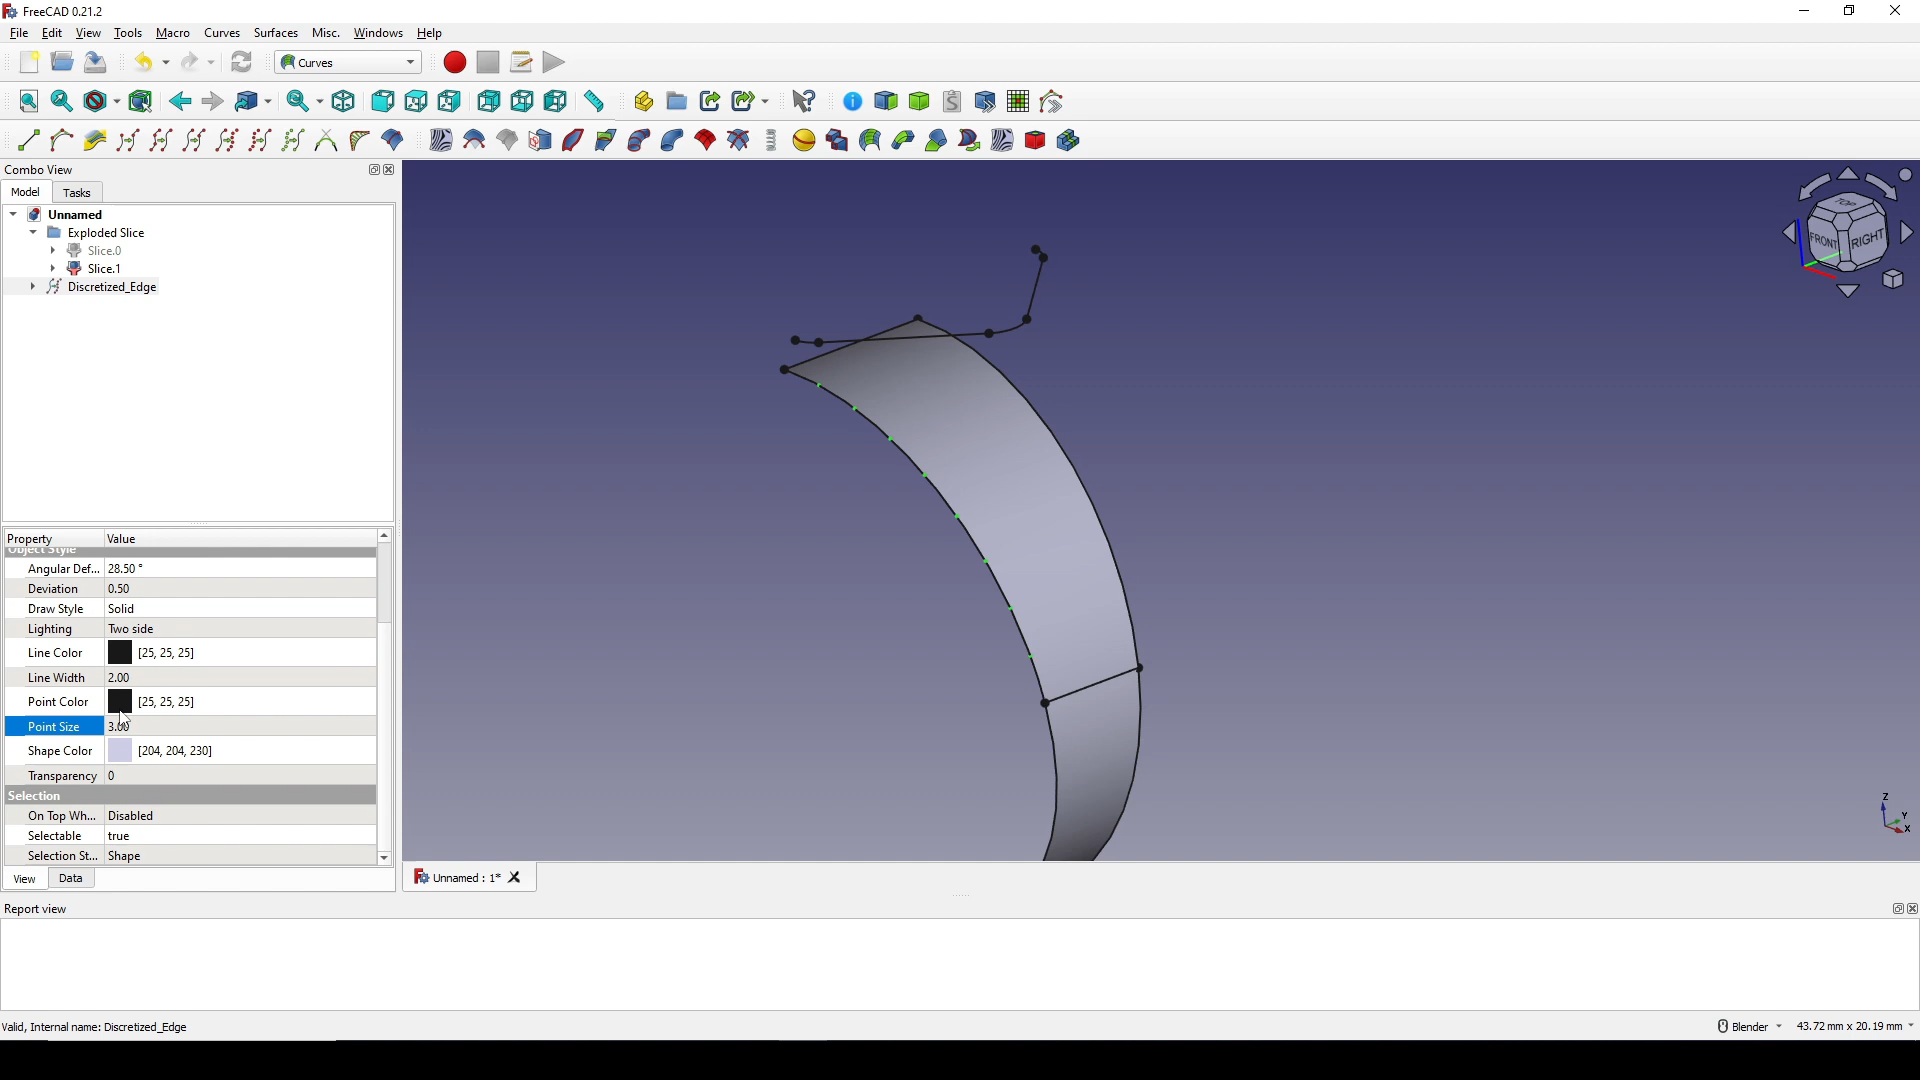 FreeCAD 0.21.2
File Edit View Tools Macro Curves Surfaces Misc. Windows Help
Curves
Combo View
Model Tasks
Unnamed
Exploded Slice
Slice.0
Slice.1
Discretized_Edge
Property Value
Object Style
Angular Def... 28.50 °
Deviation 0.50
Draw Style Solid
Lighting Two side
Line Color [25, 25, 25]
Line Width 2.00
Point Color [25, 25, 25]
Point Size 3.00
Shape Color [204, 204, 230]
Transparency 0
Selection
On Top Wh... Disabled
Selectable true
Selection St... Shape
View Data
TOP
FRONT RIGHT
Z
Y
X
Unnamed : 1*
Report view
Valid, Internal name: Discretized_Edge
Blender 43.72 mm x 20.19 mm